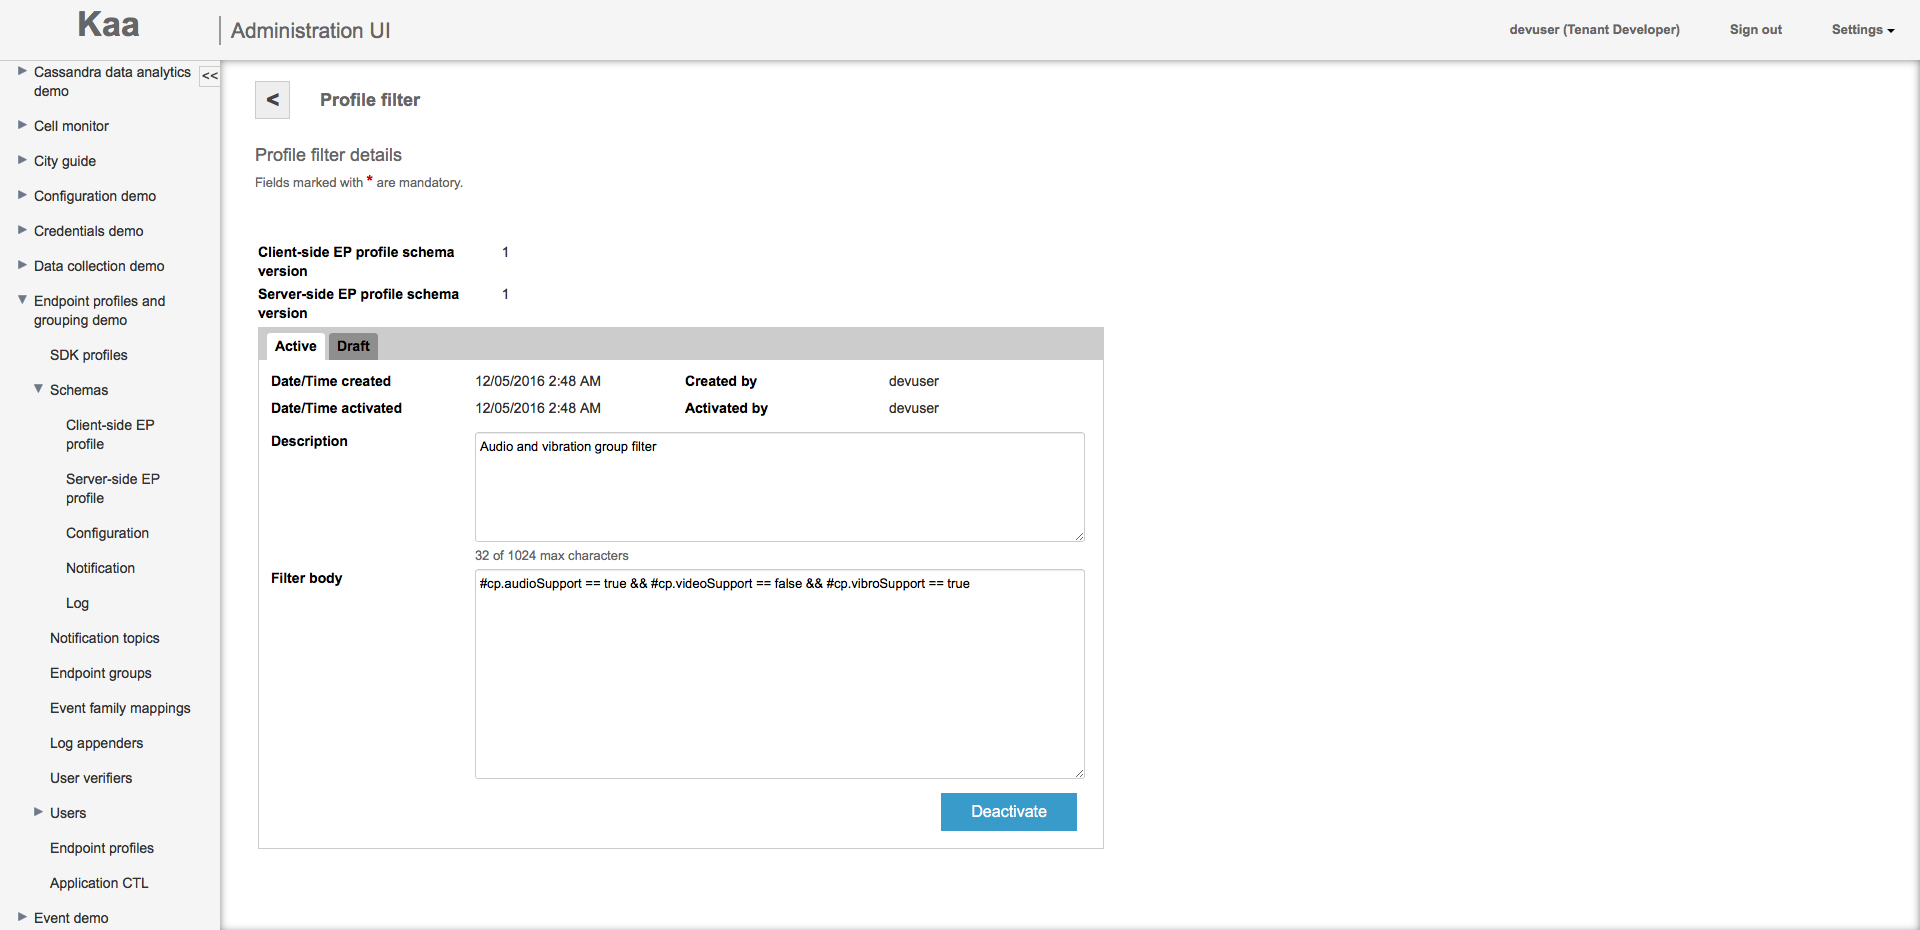 Kaa
Administration UI
devuser (Tenant Developer)
Sign out
Settings
<<
Cassandra data analytics
demo
Cell monitor
City guide
Configuration demo
Credentials demo
Data collection demo
Endpoint profiles and
grouping demo
SDK profiles
Schemas
Client-side EP
profile
Server-side EP
profile
Configuration
Notification
Log
Notification topics
Endpoint groups
Event family mappings
Log appenders
User verifiers
Users
Endpoint profiles
Application CTL
Event demo
< Profile filter
Profile filter details
Fields marked with * are mandatory.
Client-side EP profile schema
version
1
Server-side EP profile schema
version
1
Active Draft
Date/Time created 12/05/2016 2:48 AM Created by devuser
Date/Time activated 12/05/2016 2:48 AM Activated by devuser
Description
Audio and vibration group filter
32 of 1024 max characters
Filter body
#cp.audioSupport == true && #cp.videoSupport == false && #cp.vibroSupport == true
Deactivate